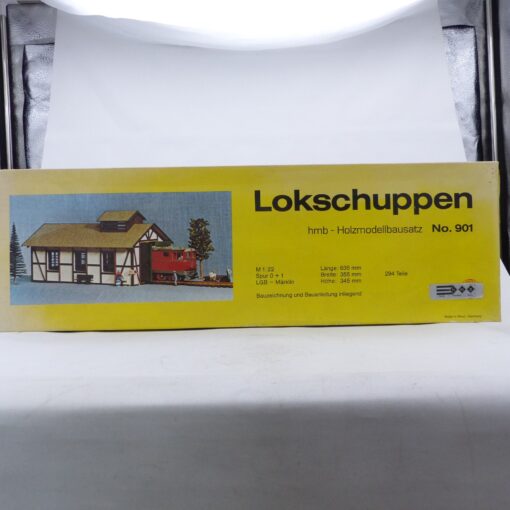 Lokschuppen
hmb - Holzmodellbausatz No. 901
M 1:22
Spur 0 + 1
LGB – Märklin
Länge: 635 mm
Breite: 355 mm
Höhe: 345 mm
294 Teile
Bauzeichnung und Bauanleitung inliegend